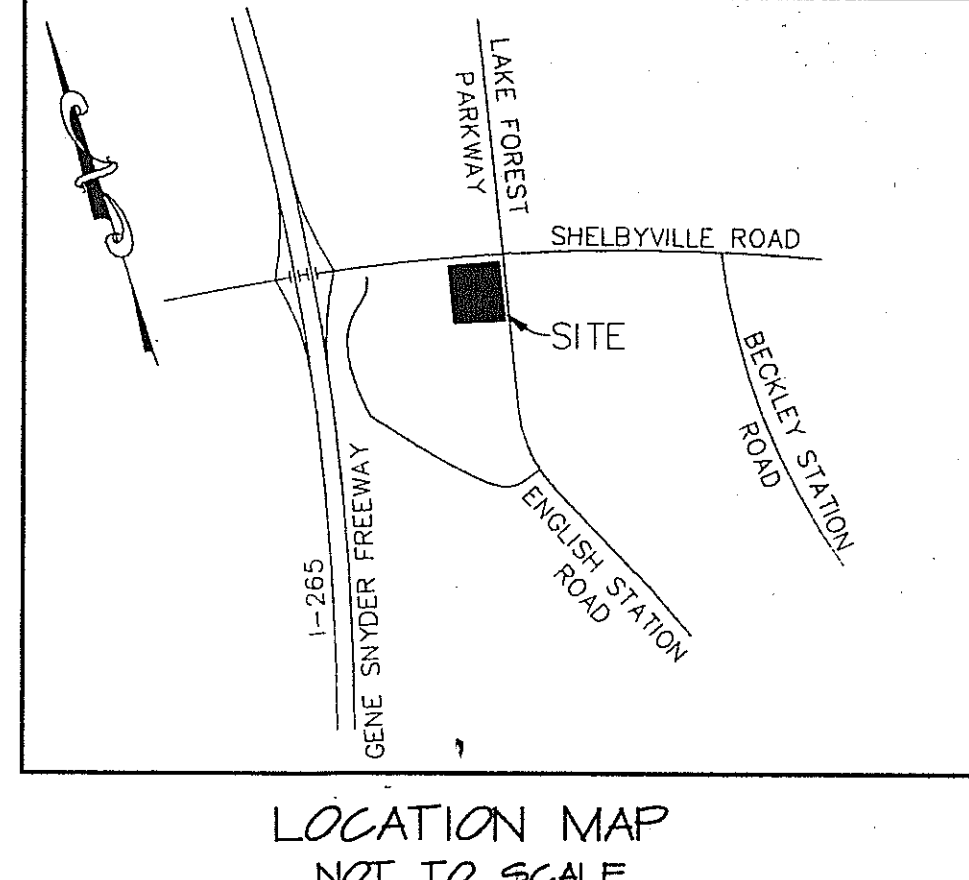 LAKE FOREST
PARKWAY
SHELBYVILLE ROAD
SITE
BECKLEY STATION
ROAD
ENGLISH STATION
ROAD
I-265
GENE SNYDER FREEWAY
LOCATION MAP
NOT TO SCALE